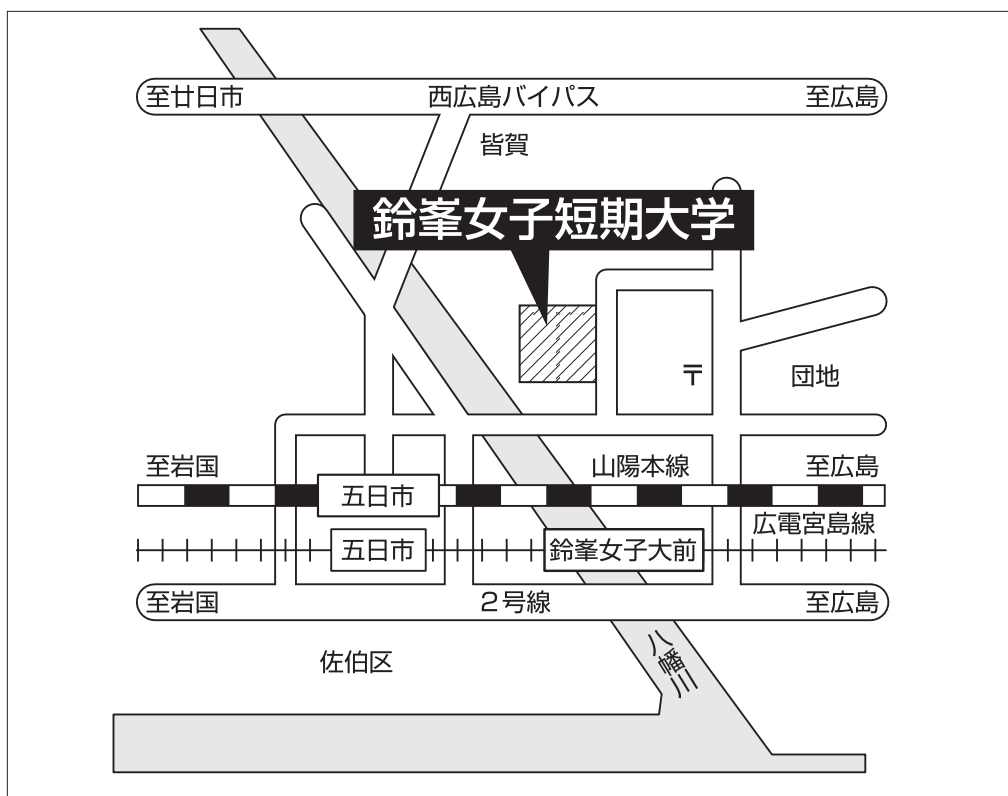 至廿日市
西広島バイパス
至広島
皆賀
鈴峯女子短期大学
〒
団地
至岩国
山陽本線
至広島
五日市
広電宮島線
五日市
鈴峯女子大前
至岩国
２号線
至広島
佐伯区
八幡川